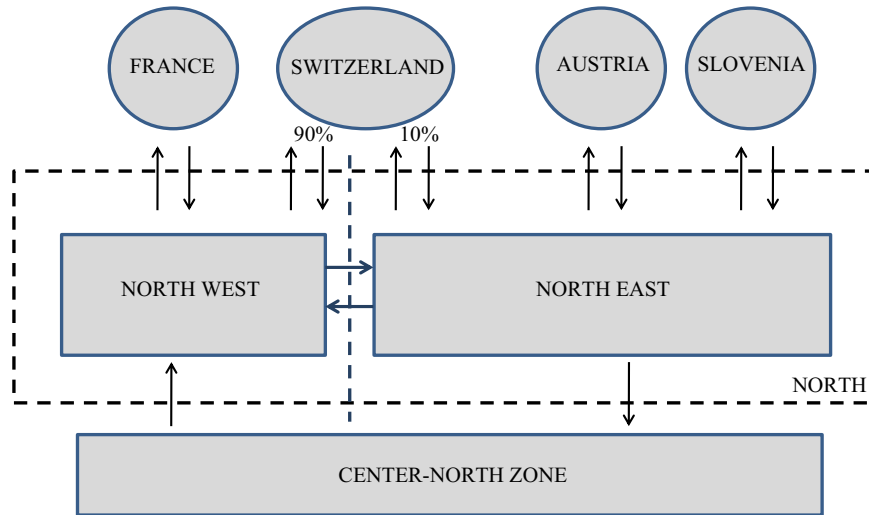 FRANCE
SWITZERLAND
AUSTRIA
SLOVENIA
90%
10%
NORTH WEST
NORTH EAST
NORTH
CENTER-NORTH ZONE